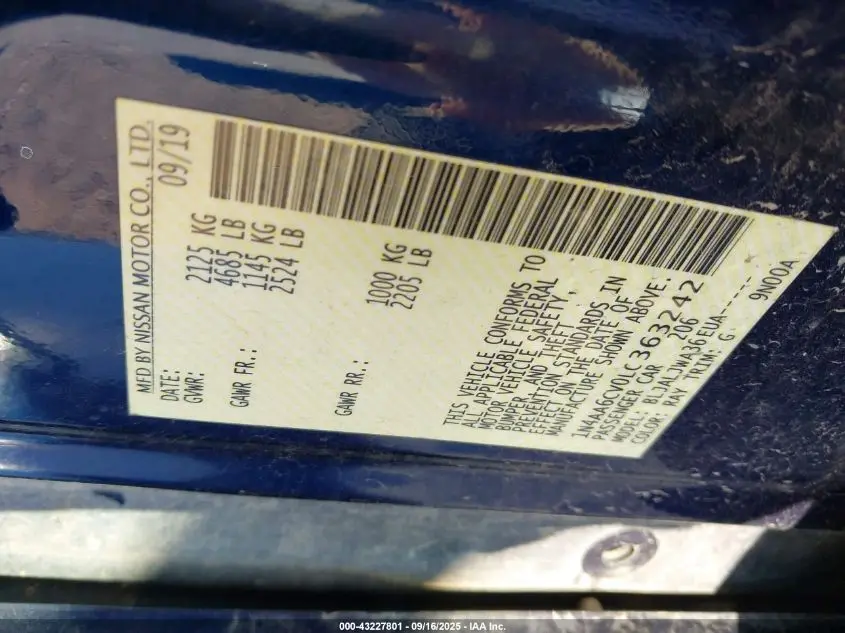 MFD BY NISSAN MOTOR CO., LTD.
DATE: 09/19
GVWR: 2125 KG
4685 LB
GAWR FR.: 1145 KG
2524 LB
GAWR RR.: 1000 KG
2205 LB
THIS VEHICLE CONFORMS TO
ALL APPLICABLE FEDERAL
MOTOR VEHICLE SAFETY,
BUMPER, AND THEFT
PREVENTION STANDARDS IN
EFFECT ON THE DATE OF
MANUFACTURE SHOWN ABOVE.
1N4AA6CV0LC363242
PASSENGER CAR 206
MODEL: BLJALJWA36EUA-----
COLOR: RAY TRIM: G 9N00A
000-43227801 - 09/16/2025 - IAA Inc.